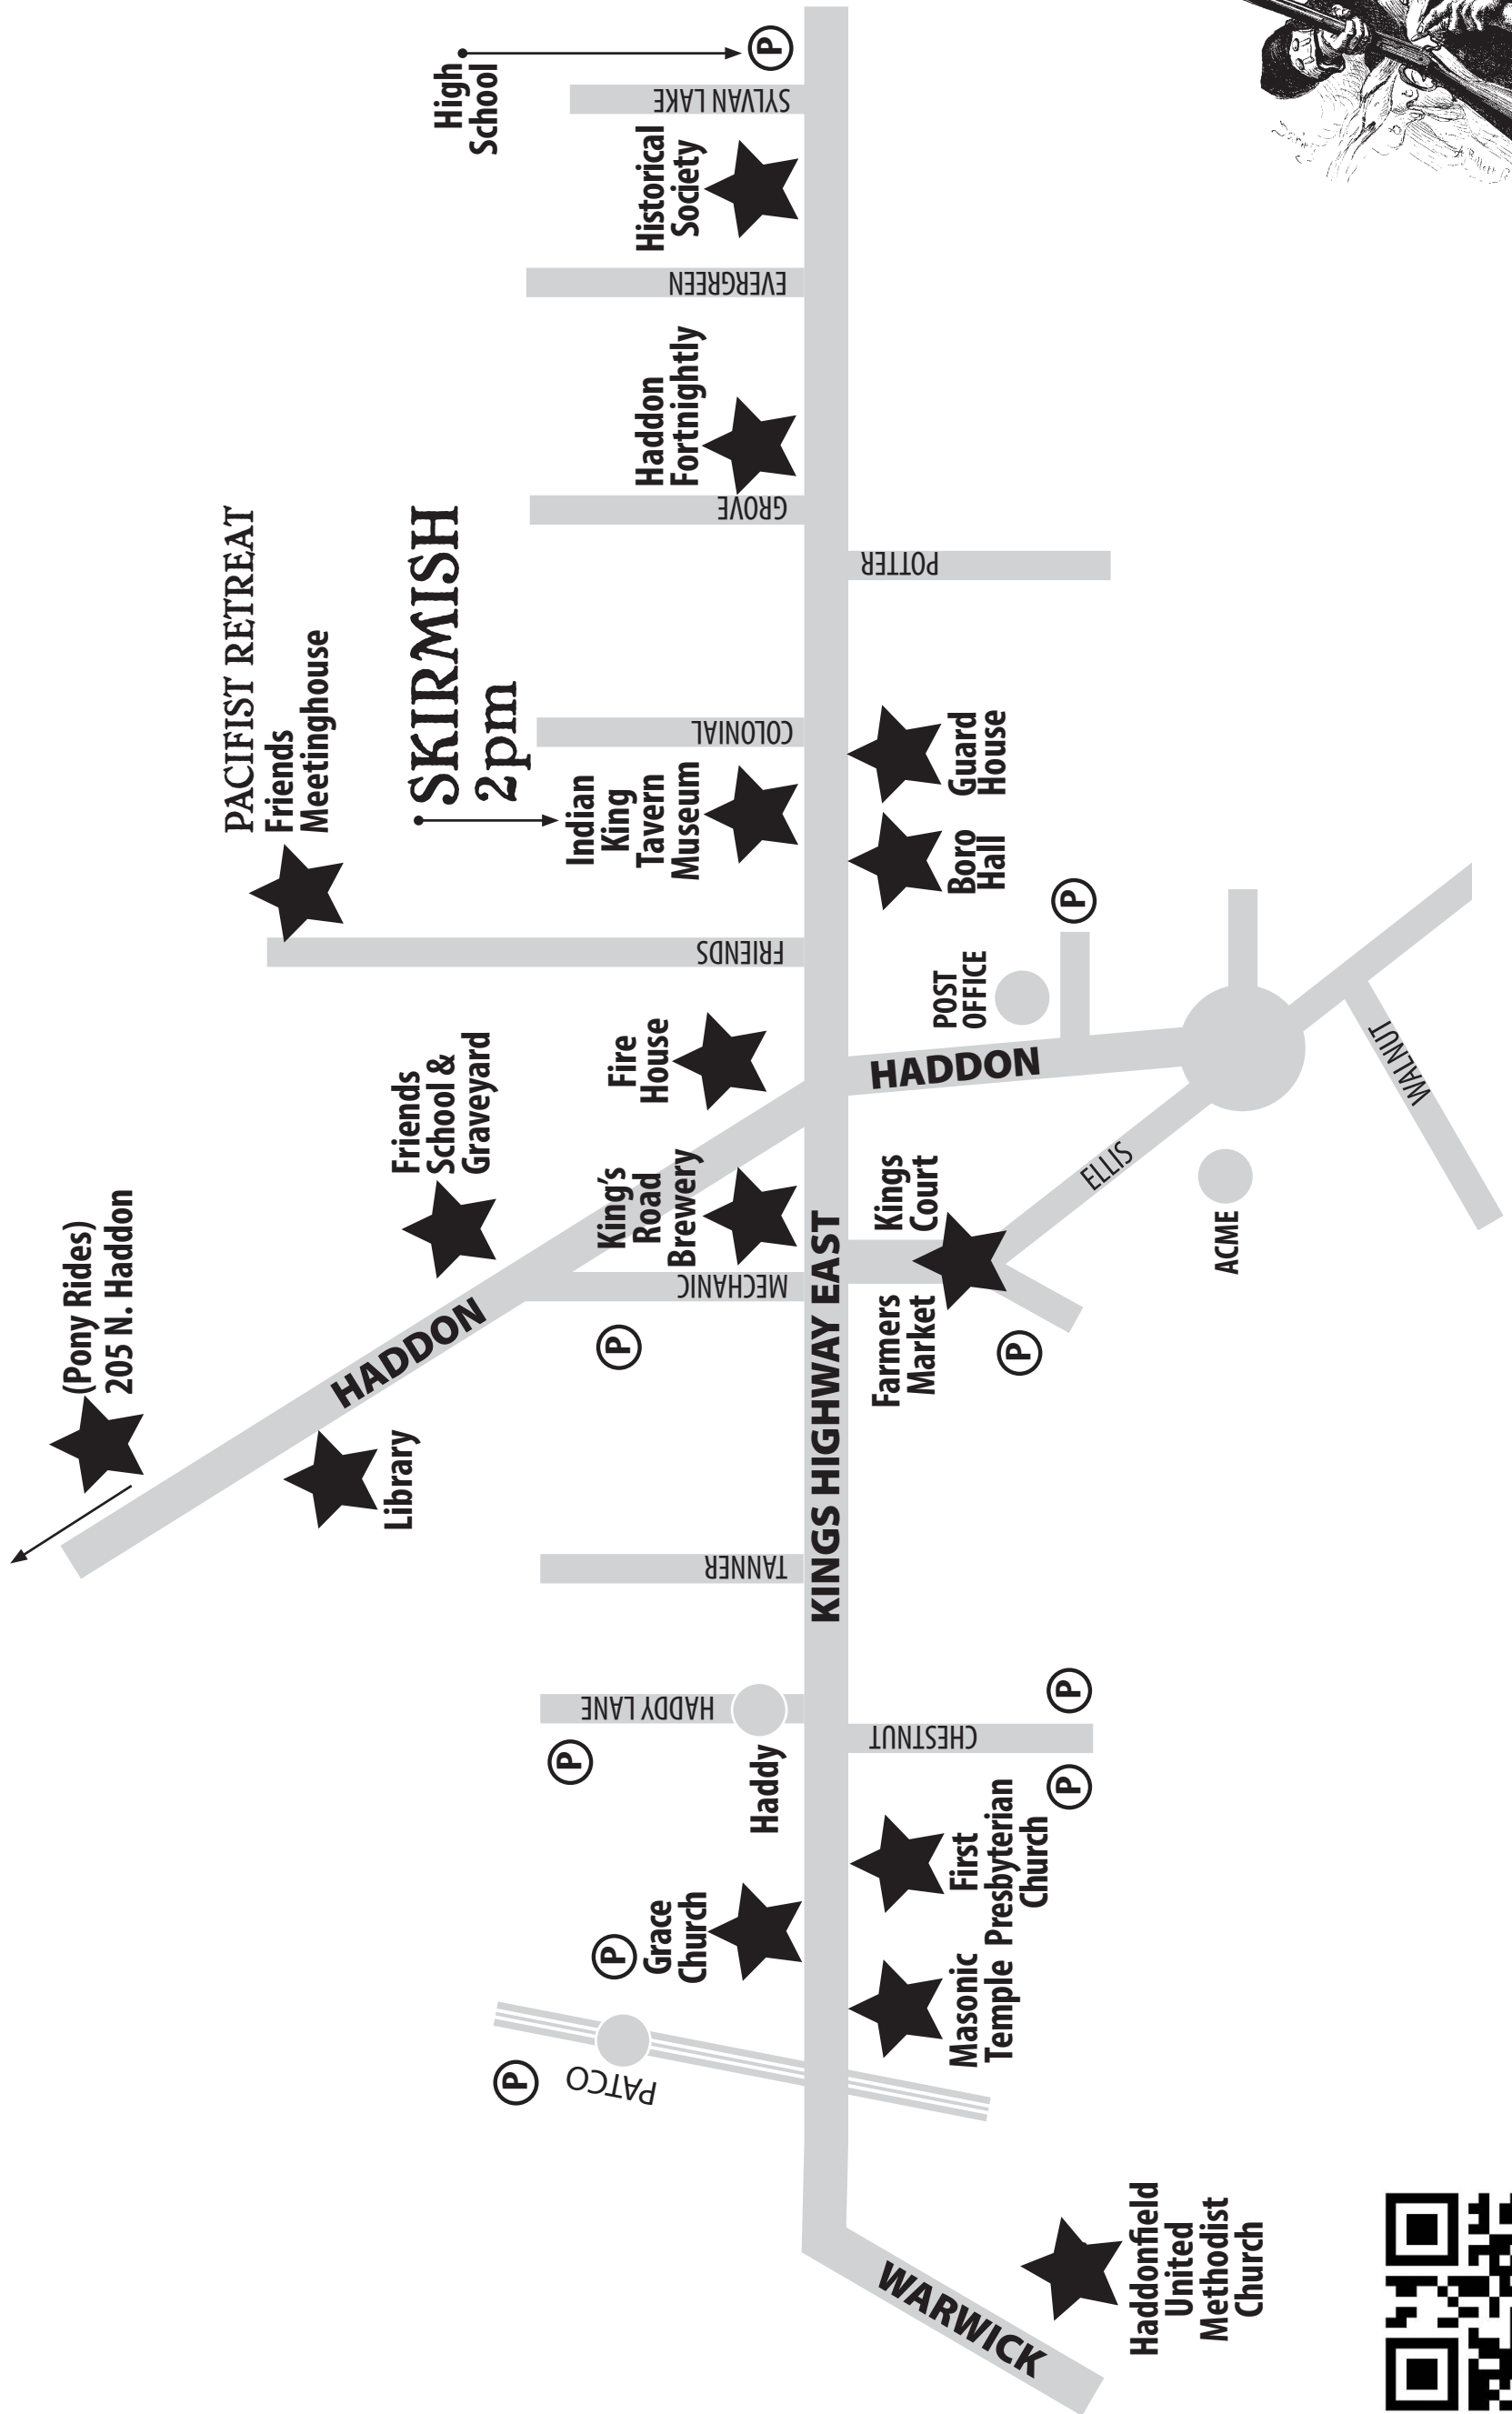 (Pony Rides)
205 N. Haddon
Library
HADDON
Friends
School &
Graveyard
PACIFIST RETREAT
Friends
Meetinghouse
SKIRMISH
2pm
High
School
P
SYLVAN LAKE
Historical
Society
EVERGREEN
Haddon
Fortnightly
GROVE
COLONIAL
Indian
King
Tavern
Museum
FRIENDS
Fire
House
King's
Road
Brewery
MECHANIC
P
TANNER
HADDY LANE
P
Haddy
P
Grace
Church
P
PATCO
KINGS HIGHWAY EAST
WARWICK
Haddonfield
United
Methodist
Church
Masonic
Temple
First
Presbyterian
Church
P
P
CHESTNUT
Farmers
Market
P
Kings
Court
ELLIS
ACME
HADDON
POST
OFFICE
P
WALNUT
Boro
Hall
Guard
House
POTTER